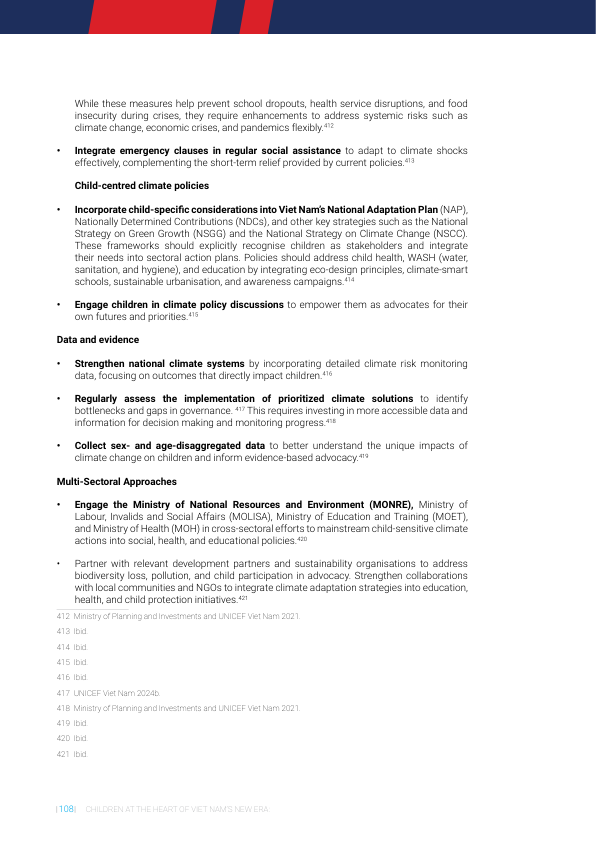 While these measures help prevent school dropouts, health service disruptions, and food
insecurity during crises, they require enhancements to address systemic risks such as
climate change, economic crises, and pandemics flexibly.412
• Integrate emergency clauses in regular social assistance to adapt to climate shocks
effectively, complementing the short-term relief provided by current policies.413
Child-centred climate policies
• Incorporate child-specific considerations into Viet Nam's National Adaptation Plan (NAP),
Nationally Determined Contributions (NDCs), and other key strategies such as the National
Strategy on Green Growth (NSGG) and the National Strategy on Climate Change (NSCC).
These frameworks should explicitly recognise children as stakeholders and integrate
their needs into sectoral action plans. Policies should address child health, WASH (water,
sanitation, and hygiene), and education by integrating eco-design principles, climate-smart
schools, sustainable urbanisation, and awareness campaigns.414
• Engage children in climate policy discussions to empower them as advocates for their
own futures and priorities.415
Data and evidence
• Strengthen national climate systems by incorporating detailed climate risk monitoring
data, focusing on outcomes that directly impact children.416
• Regularly assess the implementation of prioritized climate solutions to identify
bottlenecks and gaps in governance. 417 This requires investing in more accessible data and
information for decision making and monitoring progress.418
• Collect sex- and age-disaggregated data to better understand the unique impacts of
climate change on children and inform evidence-based advocacy.419
Multi-Sectoral Approaches
• Engage the Ministry of National Resources and Environment (MONRE), Ministry of
Labour, Invalids and Social Affairs (MOLISA), Ministry of Education and Training (MOET),
and Ministry of Health (MOH) in cross-sectoral efforts to mainstream child-sensitive climate
actions into social, health, and educational policies.420
• Partner with relevant development partners and sustainability organisations to address
biodiversity loss, pollution, and child participation in advocacy. Strengthen collaborations
with local communities and NGOs to integrate climate adaptation strategies into education,
health, and child protection initiatives.421
412 Ministry of Planning and Investments and UNICEF Viet Nam 2021.
413 Ibid.
414 Ibid.
415 Ibid.
416 Ibid.
417 UNICEF Viet Nam 2024b.
418 Ministry of Planning and Investments and UNICEF Viet Nam 2021.
419 Ibid.
420 Ibid.
421 Ibid.
|108| CHILDREN AT THE HEART OF VIET NAM'S NEW ERA